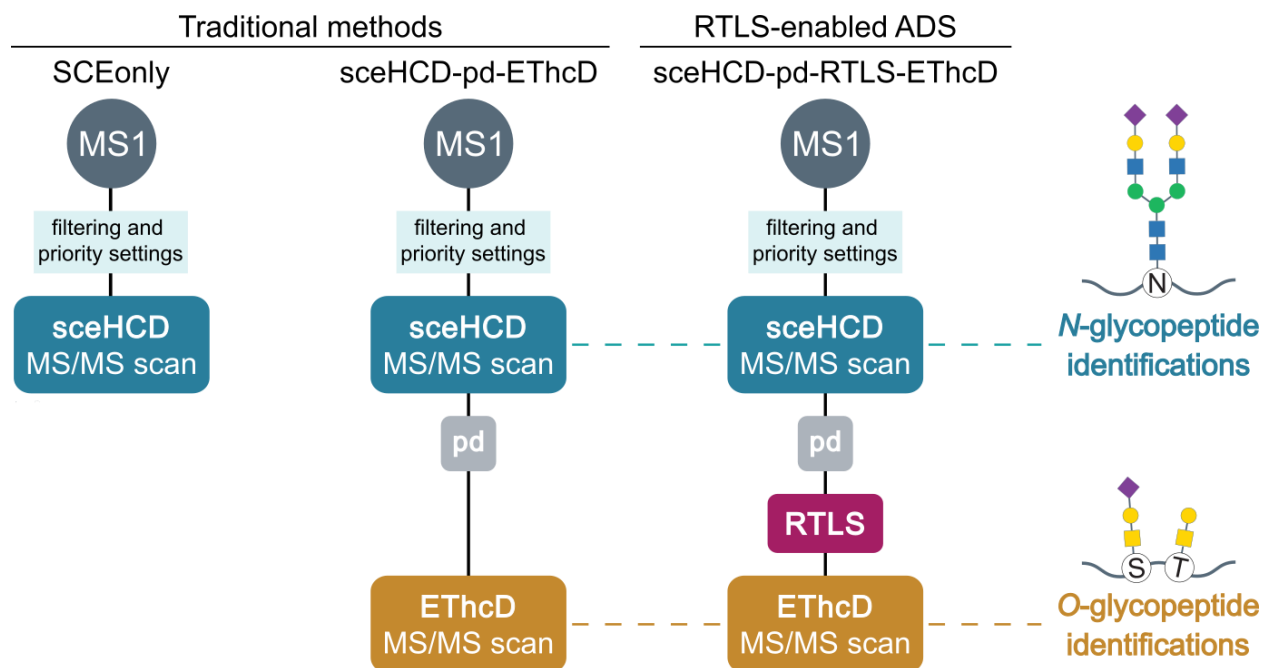 Traditional methods
RTLS-enabled ADS
SCEonly
sceHCD-pd-EThcD
sceHCD-pd-RTLS-EThcD
MS1
MS1
MS1
filtering and
priority settings
filtering and
priority settings
filtering and
priority settings
sceHCD
MS/MS scan
sceHCD
MS/MS scan
sceHCD
MS/MS scan
N
N-glycopeptide
identifications
pd
pd
RTLS
S T
EThcD
MS/MS scan
EThcD
MS/MS scan
O-glycopeptide
identifications